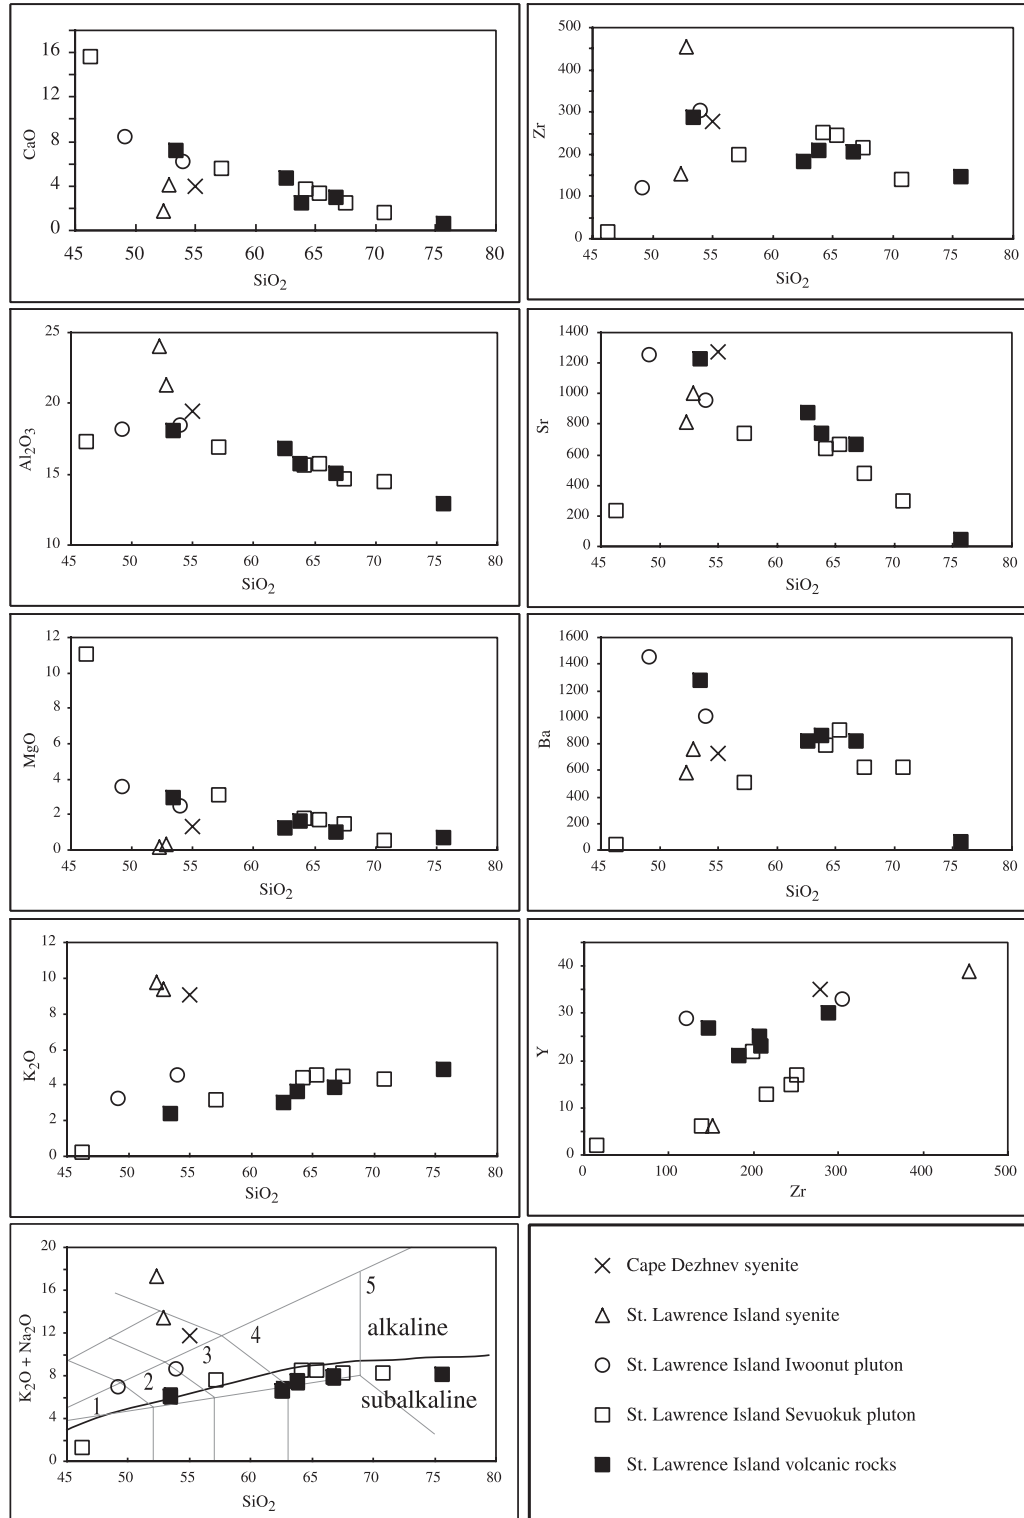 CaO
16
12
8
4
0
45 50 55 60 65 70 75 80
SiO2
Zr
500
400
300
200
100
0
45 50 55 60 65 70 75 80
SiO2
Al2O3
25
20
15
10
45 50 55 60 65 70 75 80
SiO2
Sr
1400
1200
1000
800
600
400
200
0
45 50 55 60 65 70 75 80
SiO2
MgO
12
10
8
6
4
2
0
45 50 55 60 65 70 75 80
SiO2
Ba
1600
1400
1200
1000
800
600
400
200
0
45 50 55 60 65 70 75 80
SiO2
K2O
12
10
8
6
4
2
0
45 50 55 60 65 70 75 80
SiO2
Y
40
30
20
10
0
0 100 200 300 400 500
Zr
K2O + Na2O
20
16
12
8
4
0
5
4
alkaline
3
2
1
subalkaline
45 50 55 60 65 70 75 80
SiO2
Cape Dezhnev syenite
St. Lawrence Island syenite
St. Lawrence Island Iwoonut pluton
St. Lawrence Island Sevuokuk pluton
St. Lawrence Island volcanic rocks